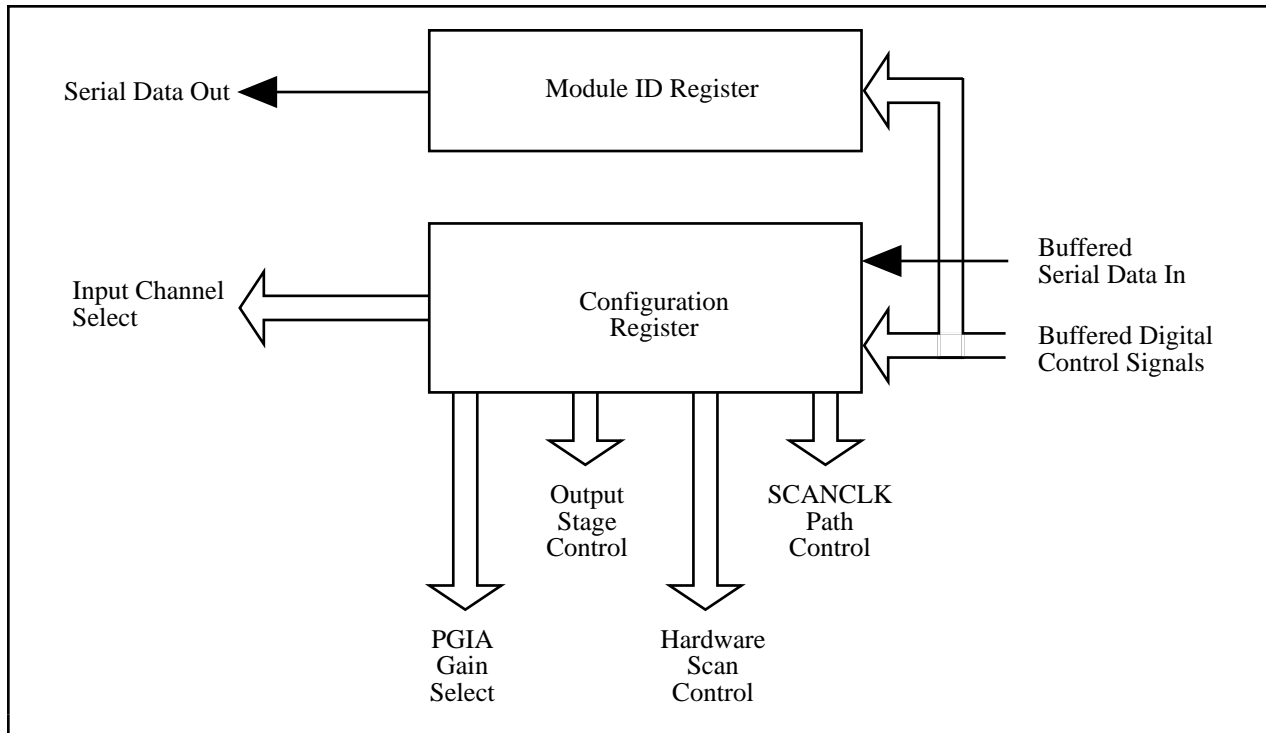 Module ID Register
Serial Data Out
Buffered
Serial Data In
Input Channel
Select
Configuration
Register
Buffered Digital
Control Signals
Output
Stage
Control
SCANCLK
Path
Control
PGIA
Gain
Select
Hardware
Scan
Control